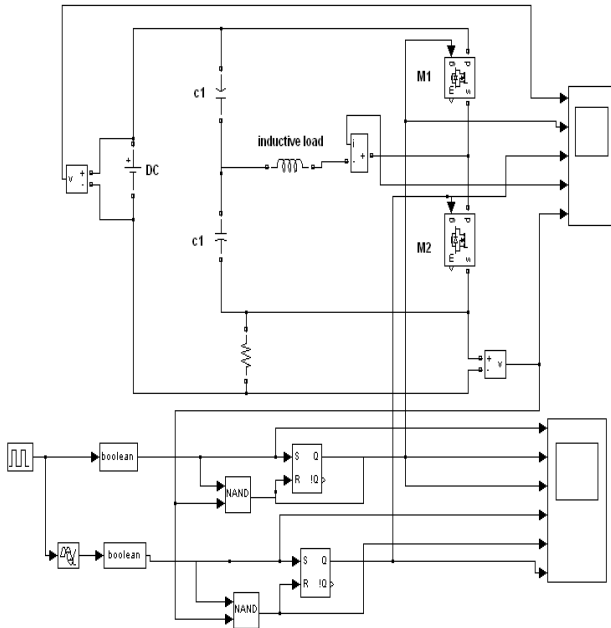 M1
g
d
m
s
c1
inductive load
i
+
-
v
+
-
+
DC
c1
g
d
m
s
M2
+
-
v
boolean
S Q
R !Q
NAND
boolean
S Q
R !Q
NAND